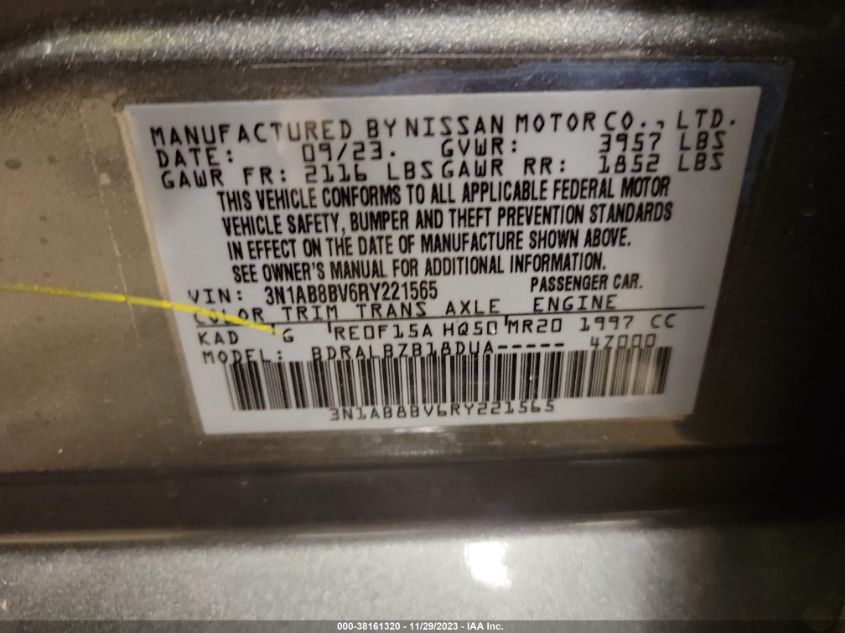 MANUFACTURED BY NISSAN MOTOR CO., LTD.
DATE: 09/23. GVWR: 3957 LBS
GAWR FR: 2116 LBS GAWR RR: 1852 LBS
THIS VEHICLE CONFORMS TO ALL APPLICABLE FEDERAL MOTOR
VEHICLE SAFETY, BUMPER AND THEFT PREVENTION STANDARDS
IN EFFECT ON THE DATE OF MANUFACTURE SHOWN ABOVE.
SEE OWNER'S MANUAL FOR ADDITIONAL INFORMATION.
VIN: 3N1AB8BV6RY221565 PASSENGER CAR.
COLOR TRIM TRANS AXLE ENGINE
KAD G RE0F15A HQ50 MR20 1997 CC
MODEL: BDRALBZB18DUA----- 4Z000
3N1AB8BV6RY221565
000-38161320 - 11/29/2023 - IAA Inc.